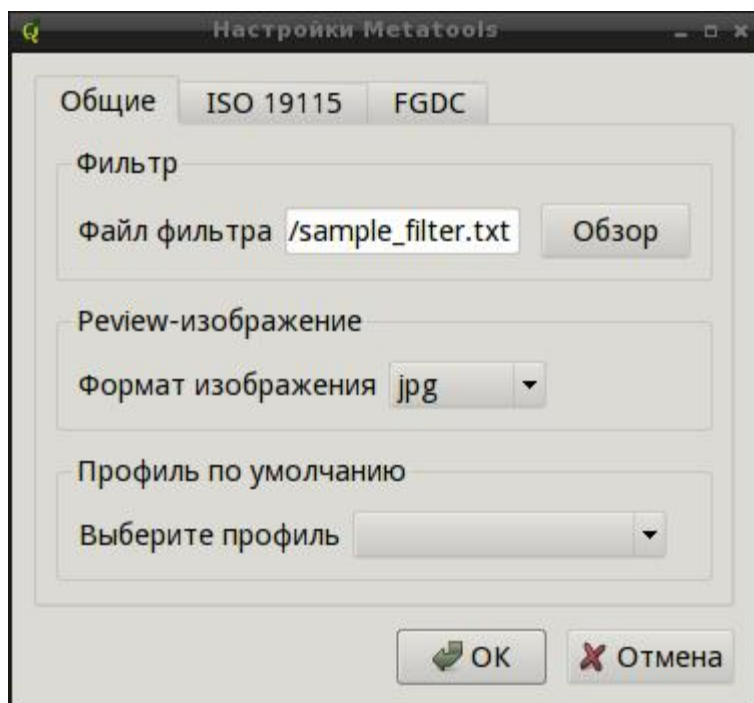 Настройки Metatools
Общие ISO 19115 FGDC
Фильтр
Файл фильтра /sample_filter.txt Обзор
Peview-изображение
Формат изображения jpg
Профиль по умолчанию
Выберите профиль
OK Отмена